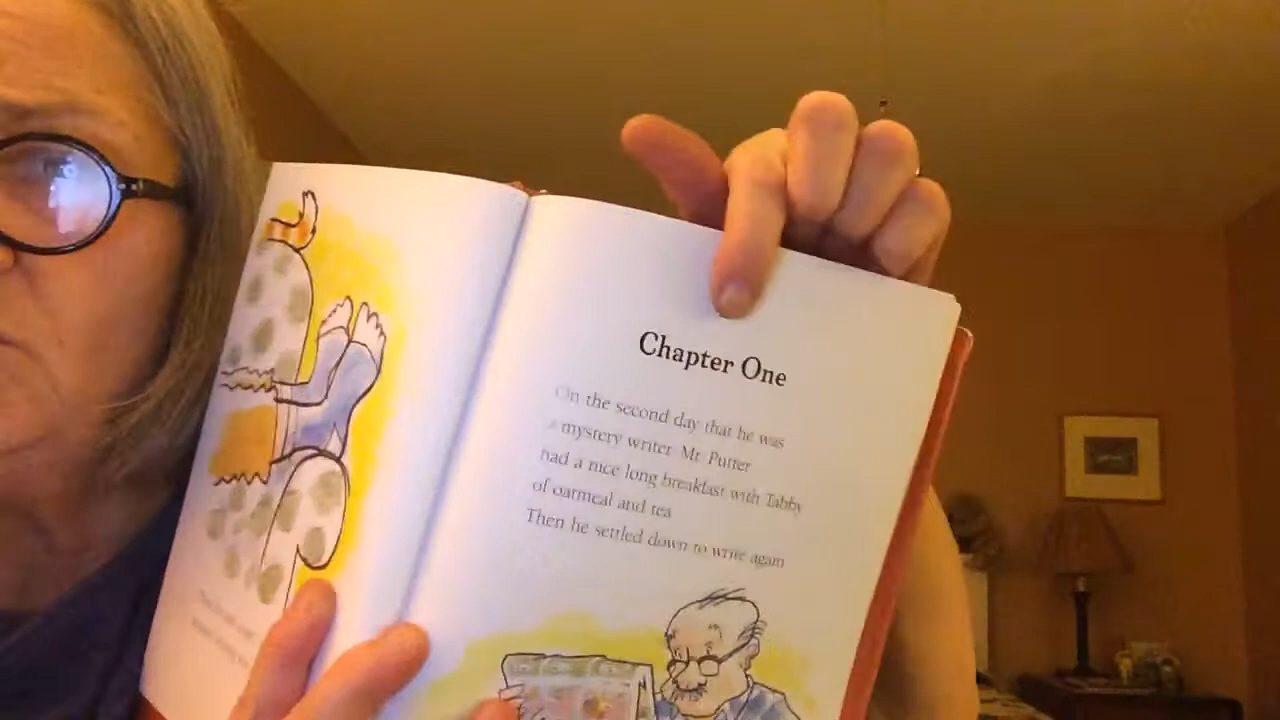 Chapter One
On the second day that he was
a mystery writer Mr. Putter
had a nice long breakfast with Tabby
of oatmeal and tea
Then he settled down to write again